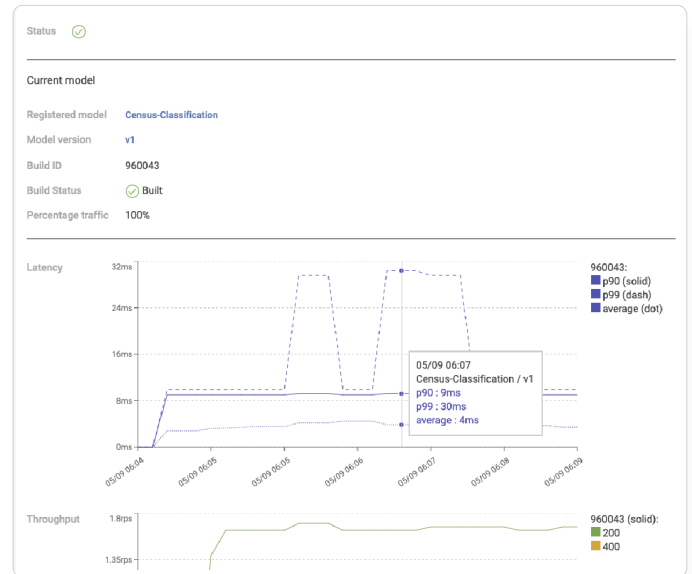 Status
Current model
Registered model Census-Classification
Model version v1
Build ID 960043
Build Status Built
Percentage traffic 100%
Latency
32ms
24ms
16ms
8ms
0ms
05/09 06:04
05/09 06:05
05/09 06:05
05/09 06:06
05/09 06:07
05/09 06:08
05/09 06:09
960043:
p90 (solid)
p99 (dash)
average (dot)
05/09 06:07
Census-Classification / v1
p90 : 9ms
p99 : 30ms
average : 4ms
Throughput
1.8rps
1.35rps
960043 (solid):
200
400